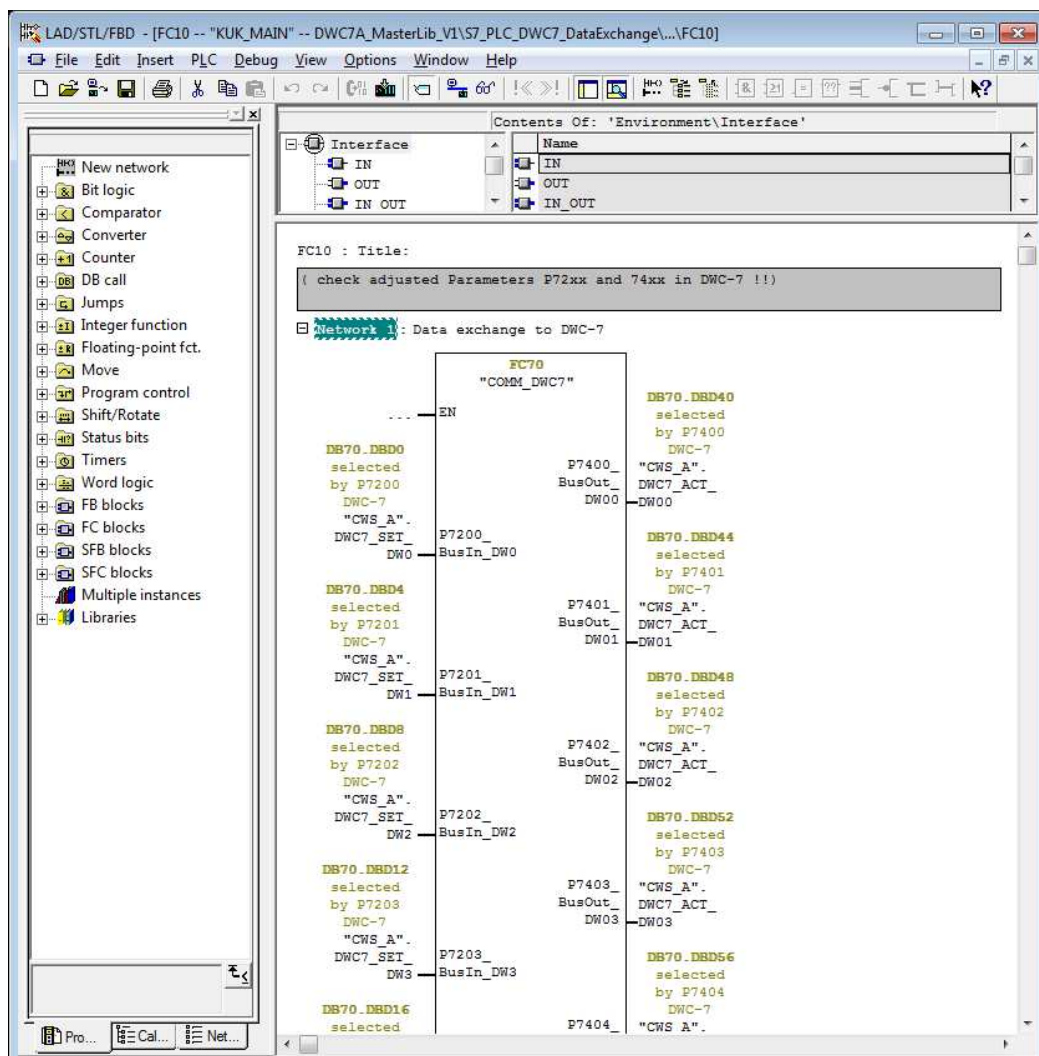 LAD/STL/FBD - [FC10 -- "KUK_MAIN" -- DWC7A_MasterLib_V1\S7_PLC_DWC7_DataExchange\...\FC10]
File Edit Insert PLC Debug View Options Window Help
New network
Bit logic
Comparator
Converter
Counter
DB call
Jumps
Integer function
Floating-point fct.
Move
Program control
Shift/Rotate
Status bits
Timers
Word logic
FB blocks
FC blocks
SFB blocks
SFC blocks
Multiple instances
Libraries
Pro... Cal... Net...
Contents Of: 'Environment\Interface'
Interface
IN
OUT
IN OUT
Name
IN
OUT
IN_OUT
FC10 : Title:
( check adjusted Parameters P72xx and 74xx in DWC-7 !!)
Network 1: Data exchange to DWC-7
FC70
"COMM_DWC7"
... EN
DB70.DBD0
selected
by P7200
DWC-7
"CWS_A".
DWC7_SET_
DW0
P7200_
BusIn_DW0
DB70.DBD4
selected
by P7201
DWC-7
"CWS_A".
DWC7_SET_
DW1
P7201_
BusIn_DW1
DB70.DBD8
selected
by P7202
DWC-7
"CWS_A".
DWC7_SET_
DW2
P7202_
BusIn_DW2
DB70.DBD12
selected
by P7203
DWC-7
"CWS_A".
DWC7_SET_
DW3
P7203_
BusIn_DW3
DB70.DBD16
selected
P7400_
BusOut_
DW00
DB70.DBD40
selected
by P7400
DWC-7
"CWS_A".
DWC7_ACT_
DW00
P7401_
BusOut_
DW01
DB70.DBD44
selected
by P7401
DWC-7
"CWS_A".
DWC7_ACT_
DW01
P7402_
BusOut_
DW02
DB70.DBD48
selected
by P7402
DWC-7
"CWS_A".
DWC7_ACT_
DW02
P7403_
BusOut_
DW03
DB70.DBD52
selected
by P7403
DWC-7
"CWS_A".
DWC7_ACT_
DW03
P7404_
DB70.DBD56
selected
by P7404
DWC-7
"CWS A".